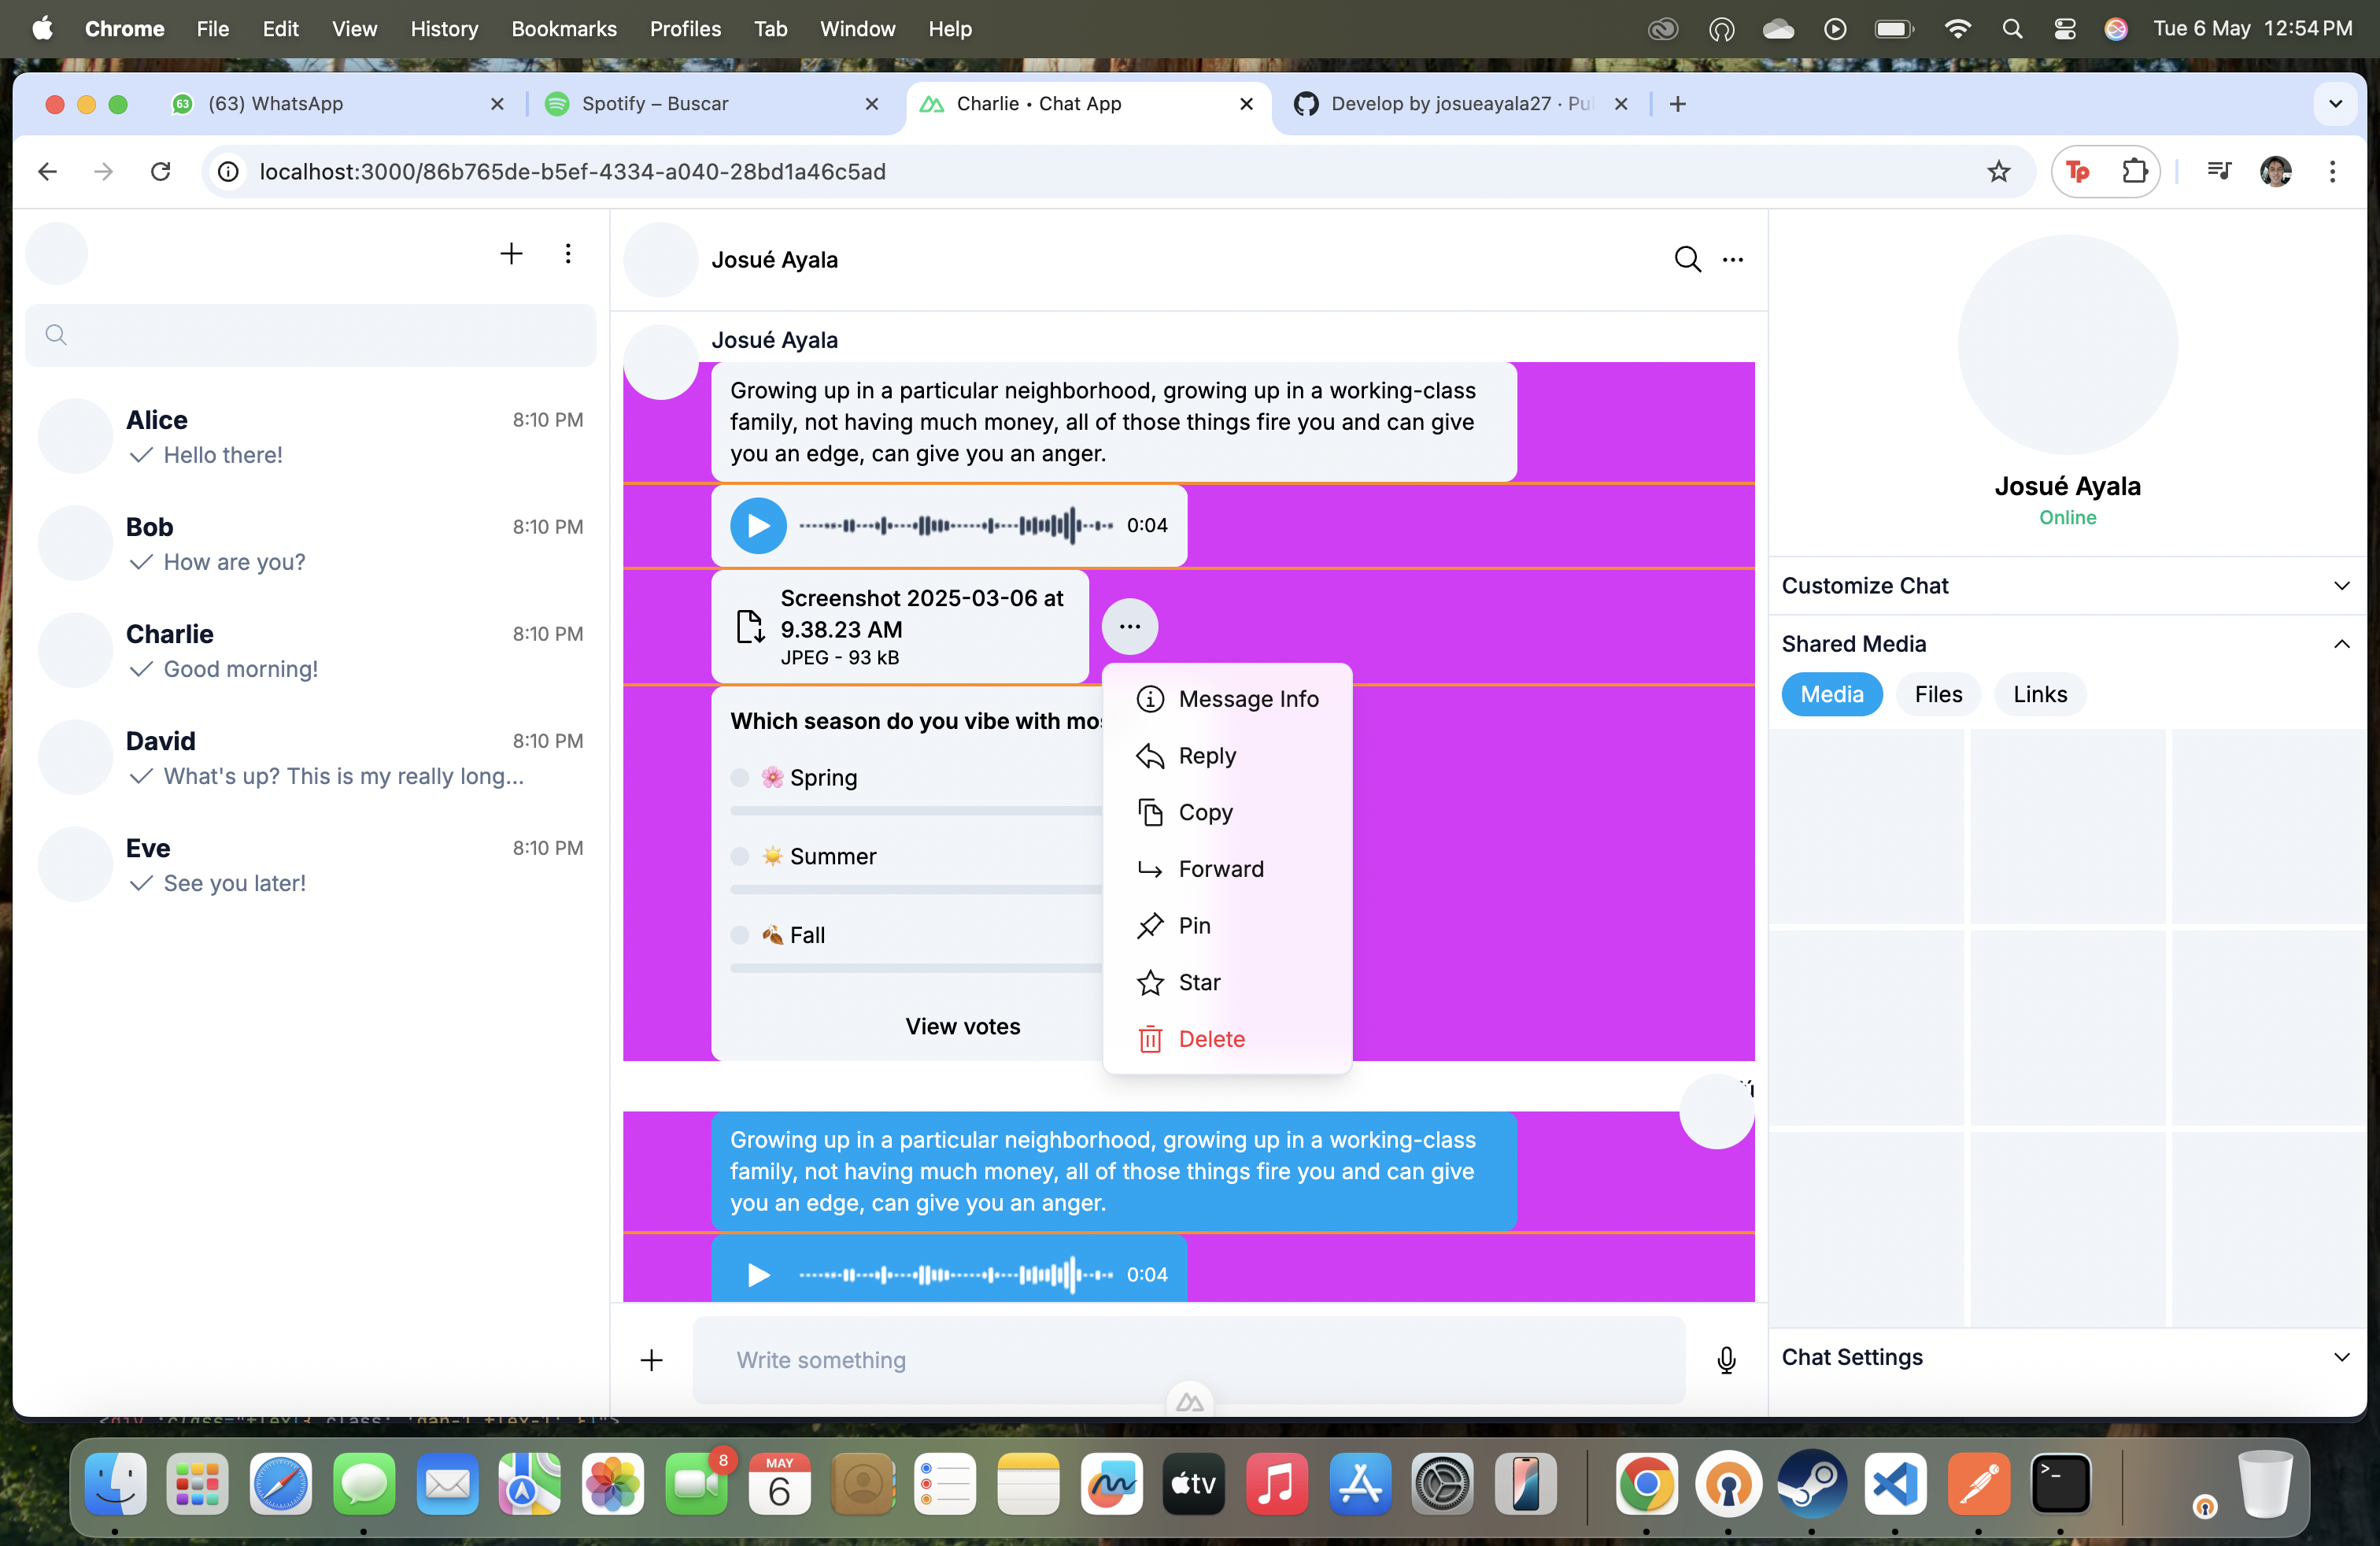 Chrome File Edit View History Bookmarks Profiles Tab Window Help Tue 6 May 12:54 PM
63 (63) WhatsApp Spotify – Buscar Charlie • Chat App Develop by josueayala27 · Pu
localhost:3000/86b765de-b5ef-4334-a040-28bd1a46c5ad Tp
Josué Ayala
Alice 8:10 PM
Hello there!
Bob 8:10 PM
How are you?
Charlie 8:10 PM
Good morning!
David 8:10 PM
What's up? This is my really long...
Eve 8:10 PM
See you later!
Josué Ayala
Growing up in a particular neighborhood, growing up in a working-class
family, not having much money, all of those things fire you and can give
you an edge, can give you an anger.
0:04
Screenshot 2025-03-06 at
9.38.23 AM
JPEG - 93 kB
Which season do you vibe with
🌸 Spring
☀️ Summer
🍂 Fall
View votes
Message Info
Reply
Copy
Forward
Pin
Star
Delete
Growing up in a particular neighborhood, growing up in a working-class
family, not having much money, all of those things fire you and can give
you an edge, can give you an anger.
0:04
Write something
Josué Ayala
Online
Customize Chat
Shared Media
Media Files Links
Chat Settings
8
MAY
6
tv